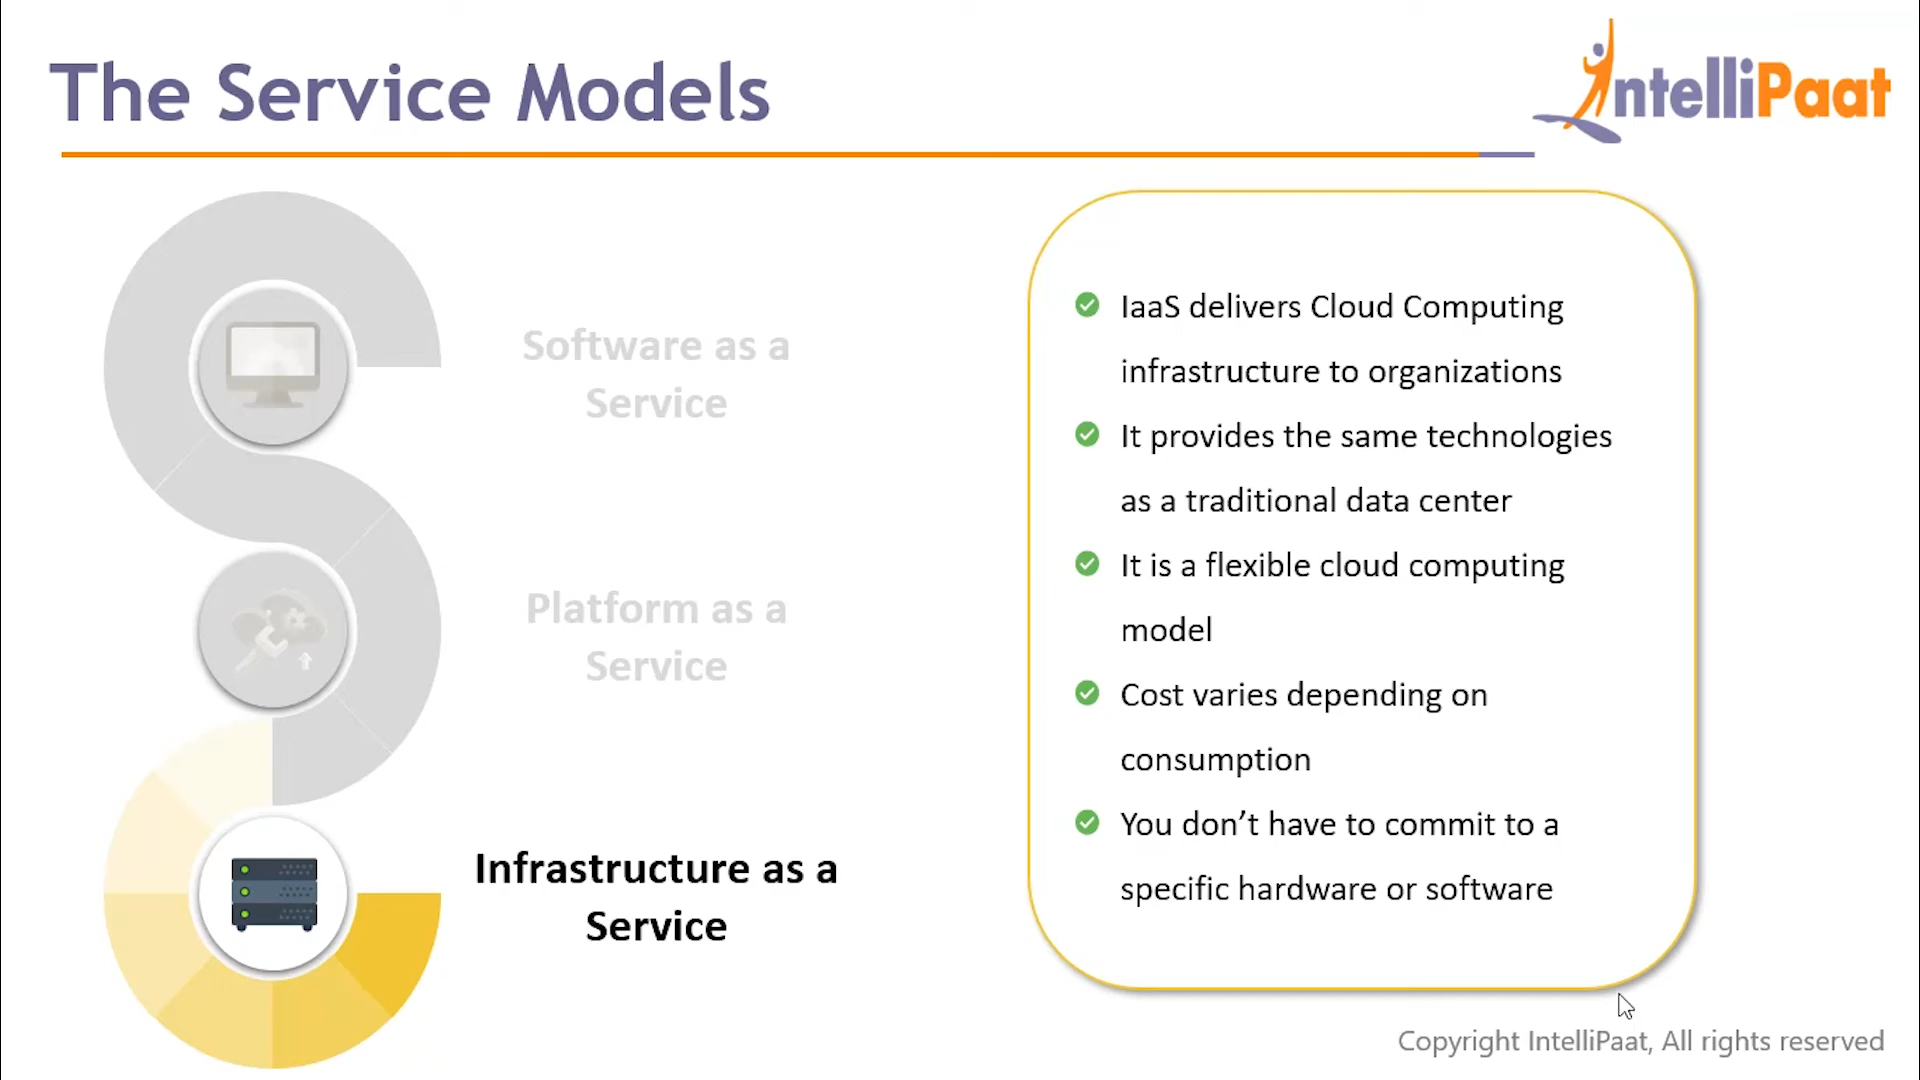 The Service Models
IntelliPaat
Software as a
Service
Platform as a
Service
Infrastructure as a
Service
IaaS delivers Cloud Computing
infrastructure to organizations
It provides the same technologies
as a traditional data center
It is a flexible cloud computing
model
Cost varies depending on
consumption
You don’t have to commit to a
specific hardware or software
Copyright IntelliPaat, All rights reserved